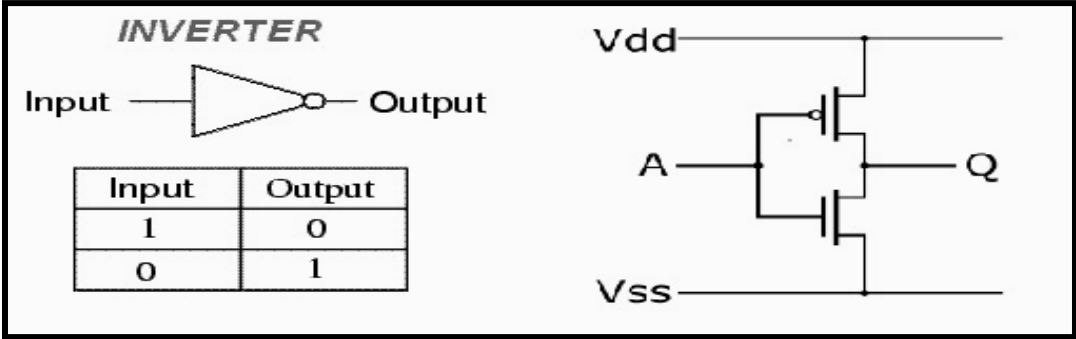 INVERTER
Input Output
Input Output
1 0
0 1
Vdd
A Q
Vss